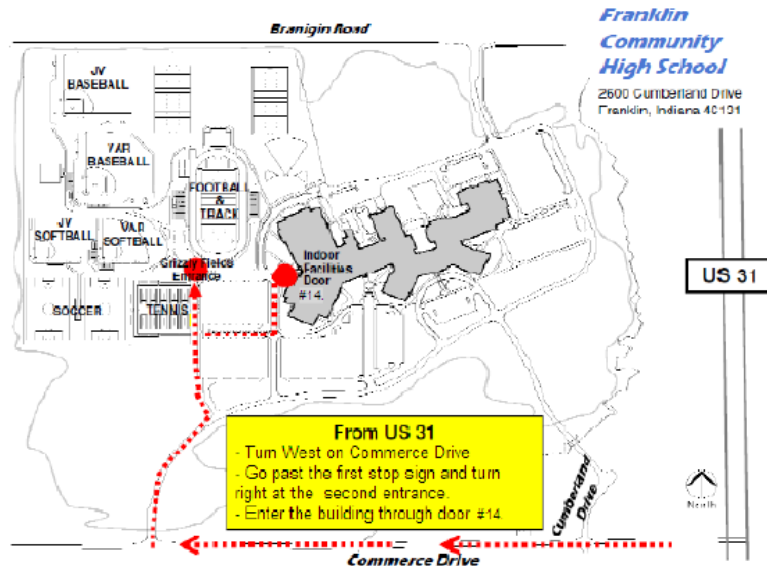 Branigin Road
Franklin
Community
High School
2600 Cumberland Drive
Franklin, Indiana 46131
JV
BASEBALL
VAR
BASEBALL
FOOTBALL
&
TRACK
JV
SOFTBALL
VAR
SOFTBALL
Grizzly Fields
Entrance
Indoor
Facilities
Door
#14.
US 31
SOCCER
TENNIS
From US 31
- Turn West on Commerce Drive
- Go past the first stop sign and turn
right at the second entrance.
- Enter the building through door #14.
Cumberland
Drive
North
Commerce Drive